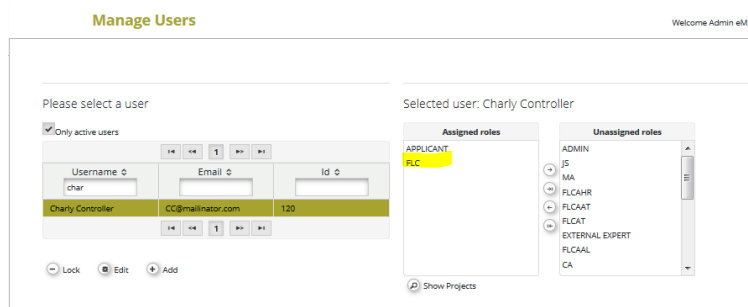 Manage Users
Welcome Admin eM
Please select a user
Only active users
1
Username Email Id
char
Charly Controller CC@mailinator.com 120
1
Lock Edit Add
Selected user: Charly Controller
Assigned roles
APPLICANT
FLC
Unassigned roles
ADMIN
JS
MA
FLCAHR
FLCAAT
FLCAT
EXTERNAL EXPERT
FLCAAL
CA
Show Projects